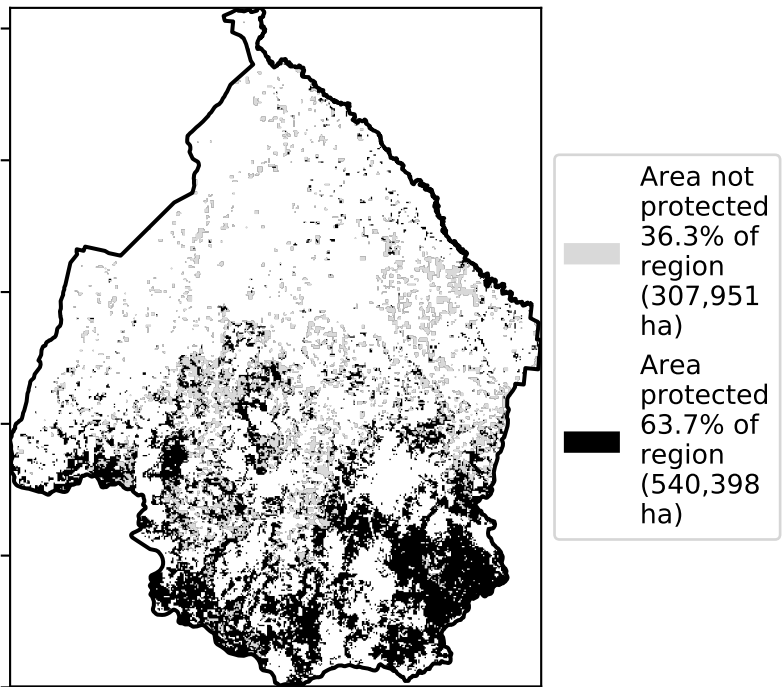 Area not
protected
36.3% of
region
(307,951
ha)
Area
protected
63.7% of
region
(540,398
ha)